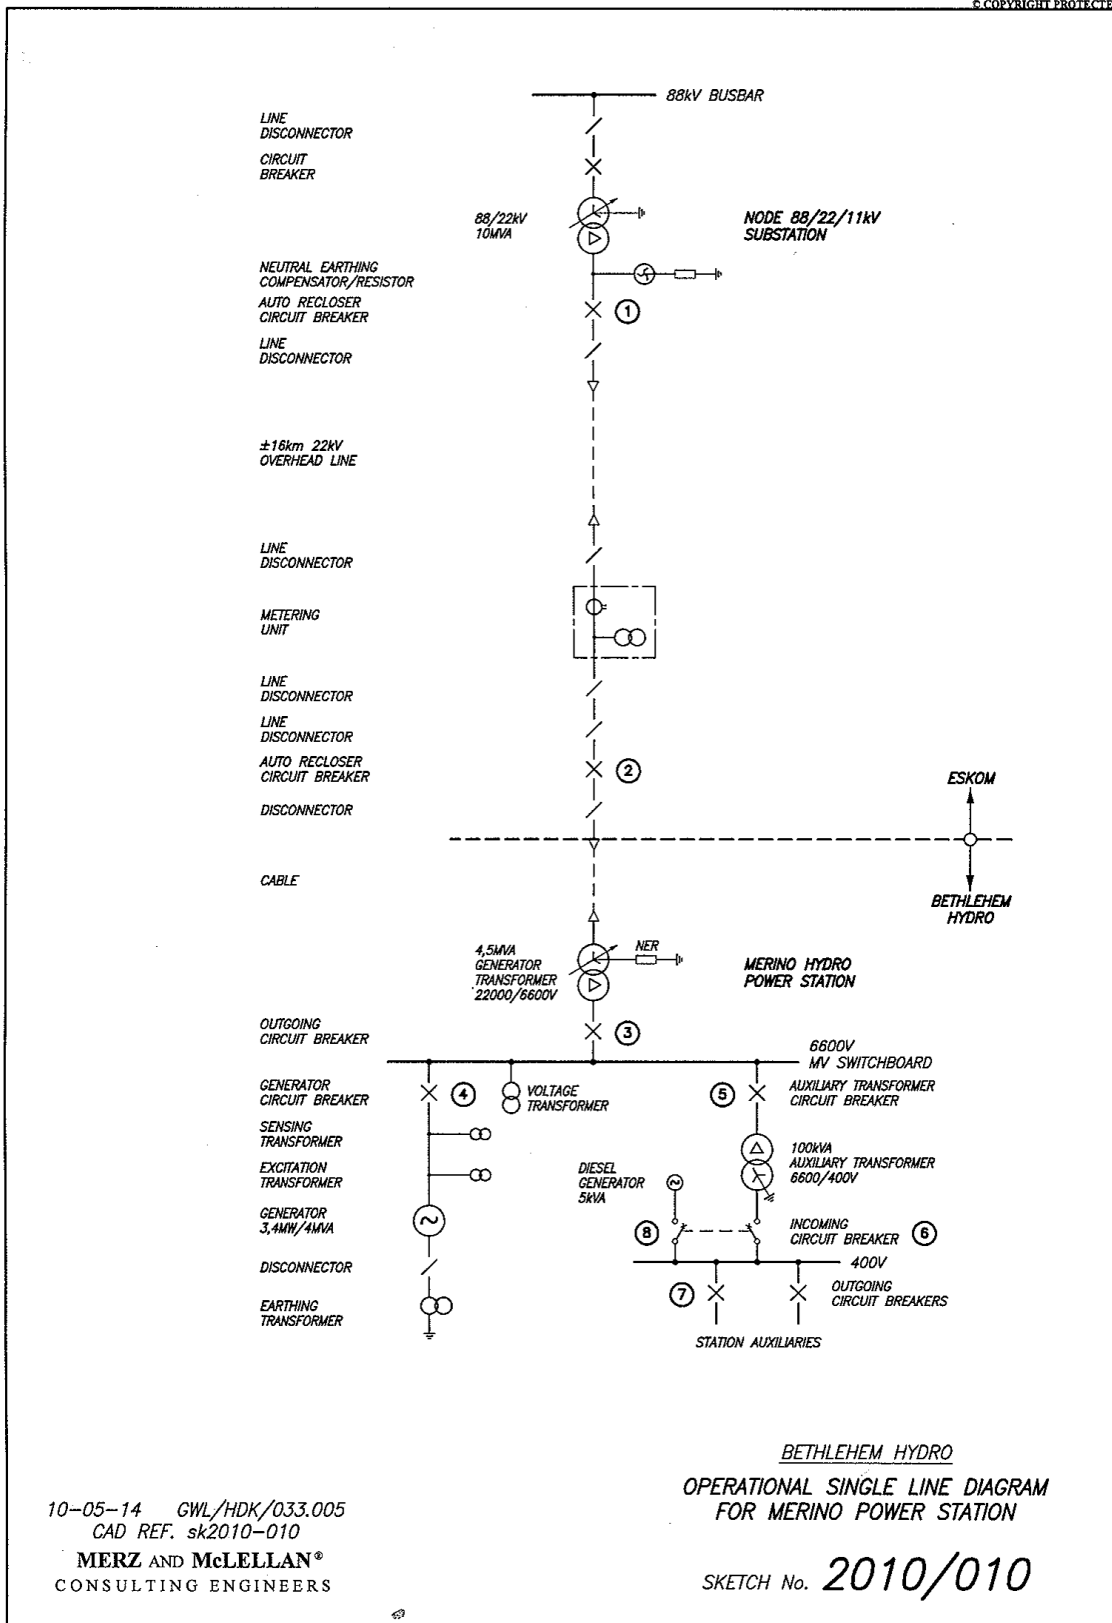 © COPYRIGHT PROTECTE
88kV BUSBAR
LINE
DISCONNECTOR
CIRCUIT
BREAKER
88/22kV
10MVA
NODE 88/22/11kV
SUBSTATION
NEUTRAL EARTHING
COMPENSATOR/RESISTOR
AUTO RECLOSER
CIRCUIT BREAKER
1
LINE
DISCONNECTOR
±16km 22kV
OVERHEAD LINE
LINE
DISCONNECTOR
METERING
UNIT
LINE
DISCONNECTOR
LINE
DISCONNECTOR
AUTO RECLOSER
CIRCUIT BREAKER
2
DISCONNECTOR
ESKOM
BETHLEHEM
HYDRO
CABLE
4,5MVA
GENERATOR
TRANSFORMER
22000/6600V
NER
MERINO HYDRO
POWER STATION
OUTGOING
CIRCUIT BREAKER
3
6600V
MV SWITCHBOARD
GENERATOR
CIRCUIT BREAKER
4
VOLTAGE
TRANSFORMER
5
AUXILIARY TRANSFORMER
CIRCUIT BREAKER
SENSING
TRANSFORMER
EXCITATION
TRANSFORMER
100kVA
AUXILIARY TRANSFORMER
6600/400V
DIESEL
GENERATOR
5kVA
GENERATOR
3,4MW/4MVA
8
INCOMING
CIRCUIT BREAKER
6
DISCONNECTOR
400V
EARTHING
TRANSFORMER
7
OUTGOING
CIRCUIT BREAKERS
STATION AUXILIARIES
BETHLEHEM HYDRO
OPERATIONAL SINGLE LINE DIAGRAM
FOR MERINO POWER STATION
SKETCH No. 2010/010
10-05-14 GWL/HDK/033.005
CAD REF. sk2010-010
MERZ AND McLELLAN®
CONSULTING ENGINEERS